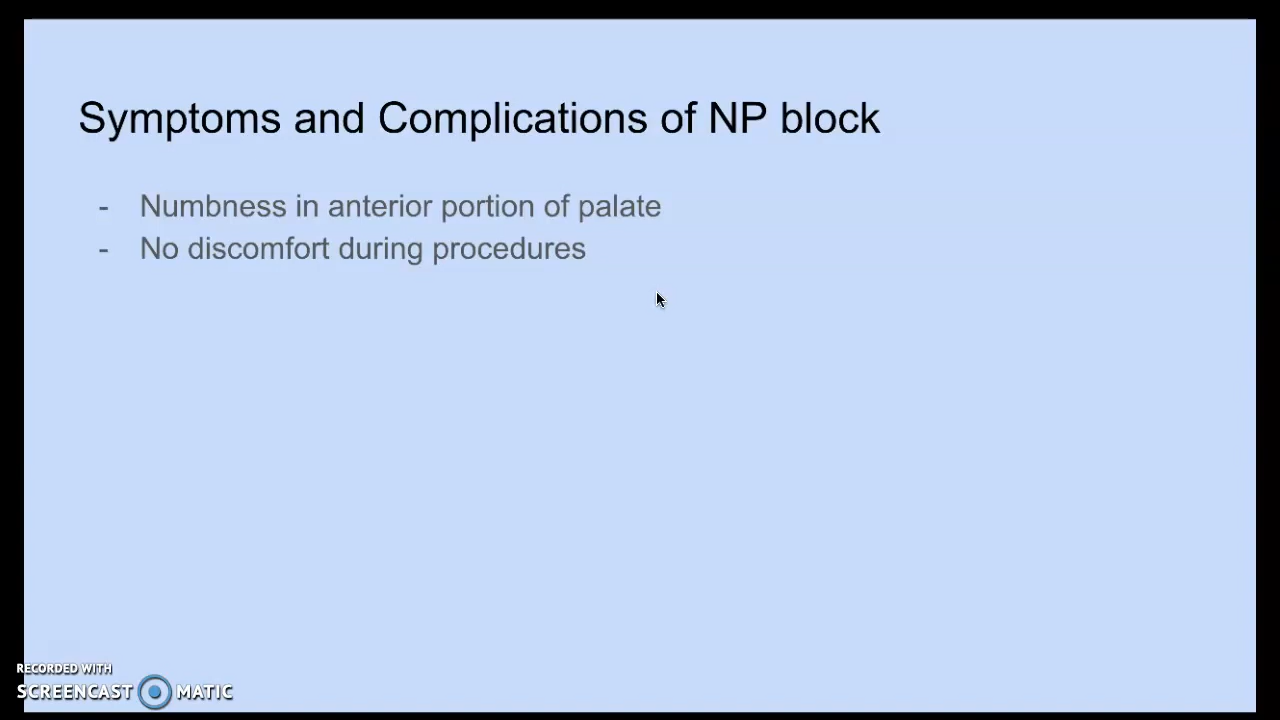 Symptoms and Complications of NP block
- Numbness in anterior portion of palate
- No discomfort during procedures
RECORDED WITH
SCREENCAST MATIC